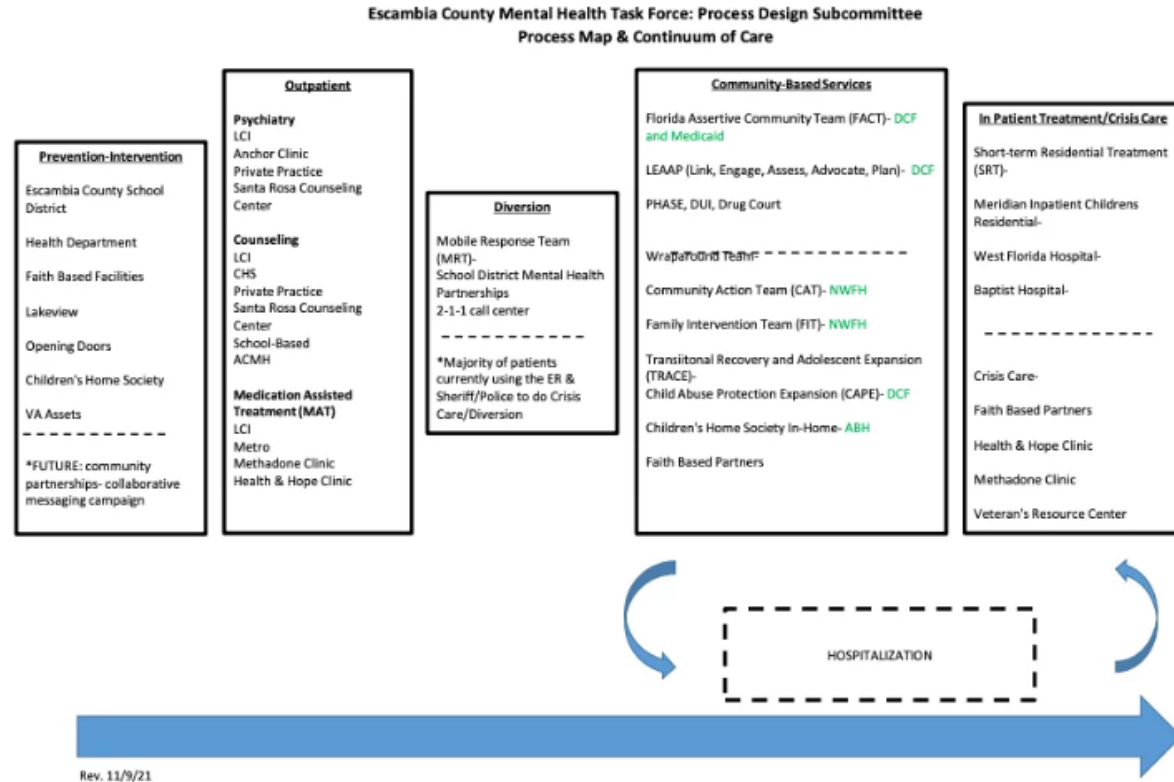 Escambia County Mental Health Task Force: Process Design Subcommittee
Process Map & Continuum of Care
Prevention-Intervention
Escambia County School
District
Health Department
Faith Based Facilities
Lakeview
Opening Doors
Children's Home Society
VA Assets
*FUTURE: community
partnerships- collaborative
messaging campaign
Outpatient
Psychiatry
LCI
Anchor Clinic
Private Practice
Santa Rosa Counseling
Center
Counseling
LCI
CHS
Private Practice
Santa Rosa Counseling
Center
School-Based
ACMH
Medication Assisted
Treatment (MAT)
LCI
Metro
Methadone Clinic
Health & Hope Clinic
Diversion
Mobile Response Team
(MRT)-
School District Mental Health
Partnerships
2-1-1 call center
*Majority of patients
currently using the ER &
Sheriff/Police to do Crisis
Care/Diversion
Community-Based Services
Florida Assertive Community Team (FACT)- DCF
and Medicaid
LEAAP (Link, Engage, Assess, Advocate, Plan)- DCF
PHASE, DUI, Drug Court
Wraparound Team-
Community Action Team (CAT)- NWFH
Family Intervention Team (FIT)- NWFH
Transiitonal Recovery and Adolescent Expansion
(TRACE)-
Child Abuse Protection Expansion (CAPE)- DCF
Children's Home Society In-Home- ABH
Faith Based Partners
In Patient Treatment/Crisis Care
Short-term Residential Treatment
(SRT)-
Meridian Inpatient Childrens
Residential-
West Florida Hospital-
Baptist Hospital-
Crisis Care-
Faith Based Partners
Health & Hope Clinic
Methadone Clinic
Veteran's Resource Center
HOSPITALIZATION
Rev. 11/9/21